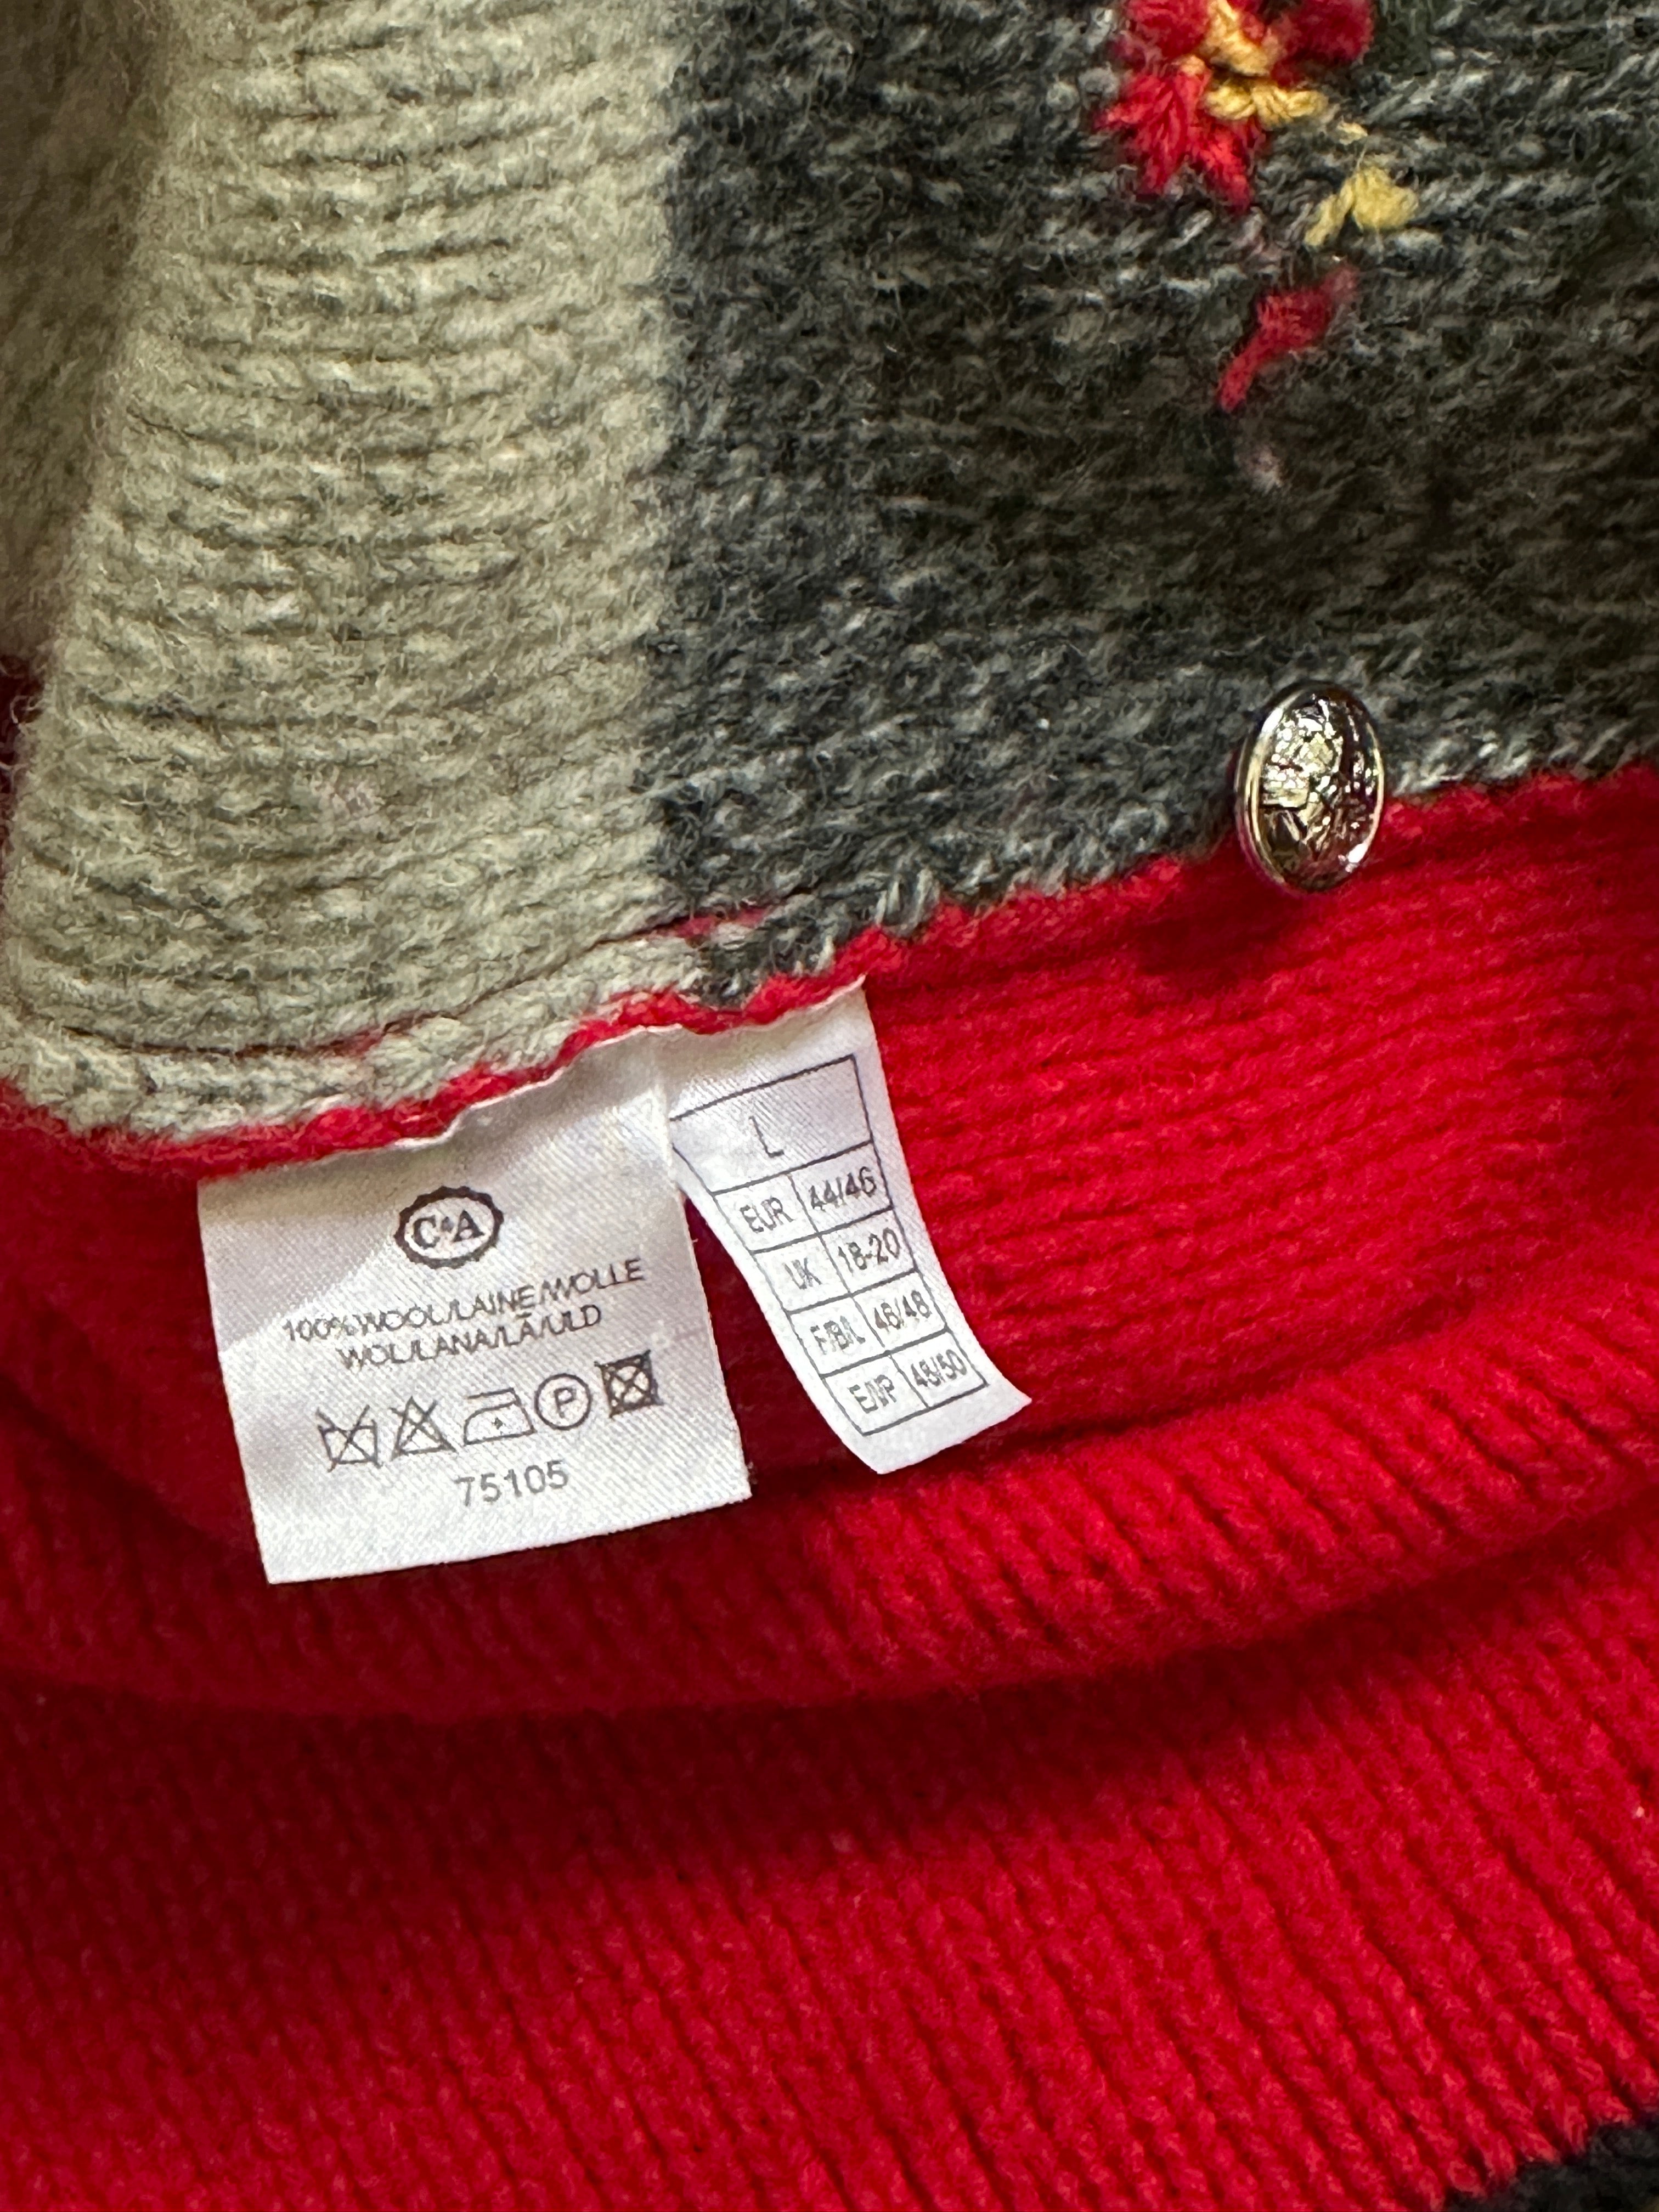 C&A
100%WOOL/LAINE/WOLLE
WOL/LANA/LÃ/ULD
P
75105
L
EUR 44/46
UK 18-20
F/B/L 46/48
E/I/P 48/50